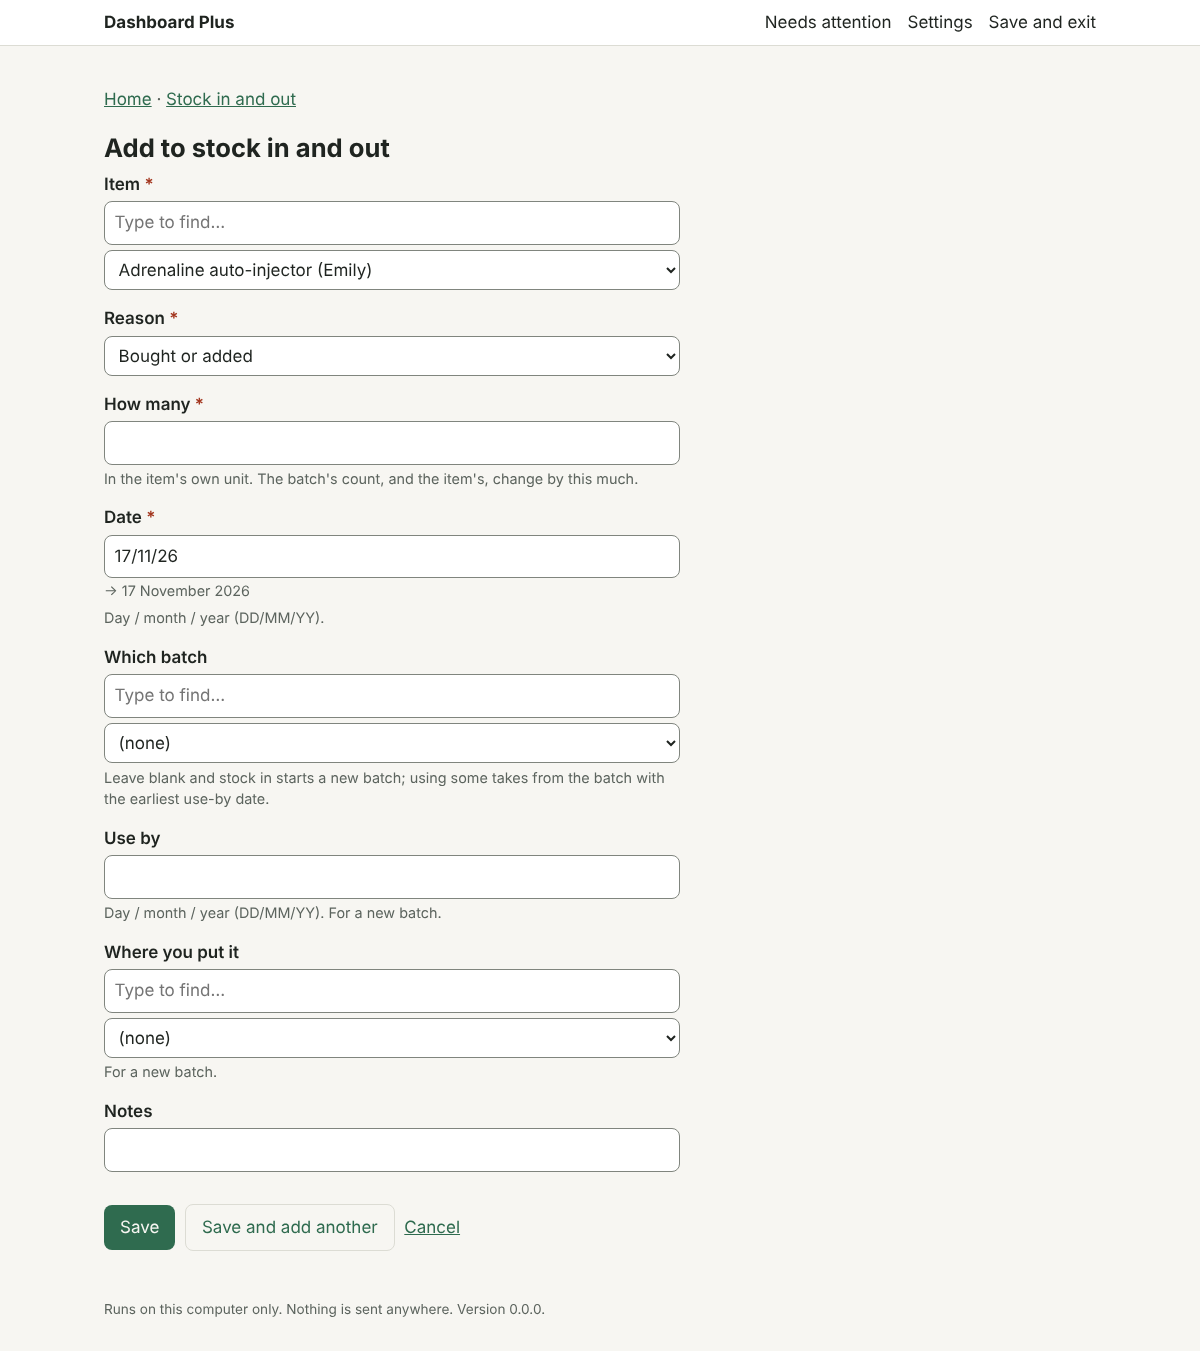 Dashboard Plus
Needs attention Settings Save and exit
Home · Stock in and out
Add to stock in and out
Item *
Type to find...
Adrenaline auto-injector (Emily)
Reason *
Bought or added
How many *
In the item's own unit. The batch's count, and the item's, change by this much.
Date *
17/11/26
→ 17 November 2026
Day / month / year (DD/MM/YY).
Which batch
Type to find...
(none)
Leave blank and stock in starts a new batch; using some takes from the batch with
the earliest use-by date.
Use by
Day / month / year (DD/MM/YY). For a new batch.
Where you put it
Type to find...
(none)
For a new batch.
Notes
Save Save and add another Cancel
Runs on this computer only. Nothing is sent anywhere. Version 0.0.0.